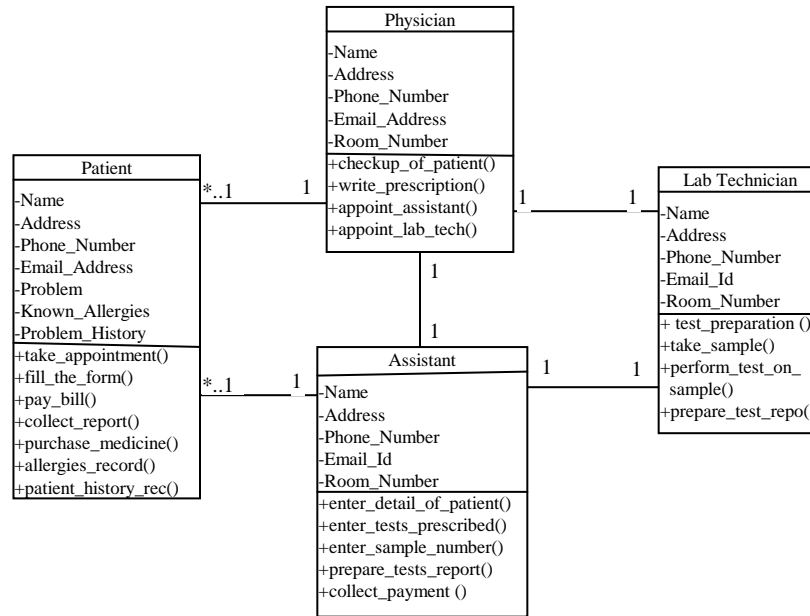 Physician
-Name
-Address
-Phone_Number
-Email_Address
-Room_Number
+checkup_of_patient()
+write_prescription()
+appoint_assistant()
+appoint_lab_tech()
Patient
-Name
-Address
-Phone_Number
-Email_Address
-Problem
-Known_Allergies
-Problem_History
+take_appointment()
+fill_the_form()
+pay_bill()
+collect_report()
+purchase_medicine()
+allergies_record()
+patient_history_rec()
*..1
1
1
1
Lab Technician
-Name
-Address
-Phone_Number
-Email_Id
-Room_Number
+ test_preparation ()
+take_sample()
+perform_test_on_
sample()
+prepare_test_repo()
1
1
*..1
1
1
1
Assistant
-Name
-Address
-Phone_Number
-Email_Id
-Room_Number
+enter_detail_of_patient()
+enter_tests_prescribed()
+enter_sample_number()
+prepare_tests_report()
+collect_payment ()